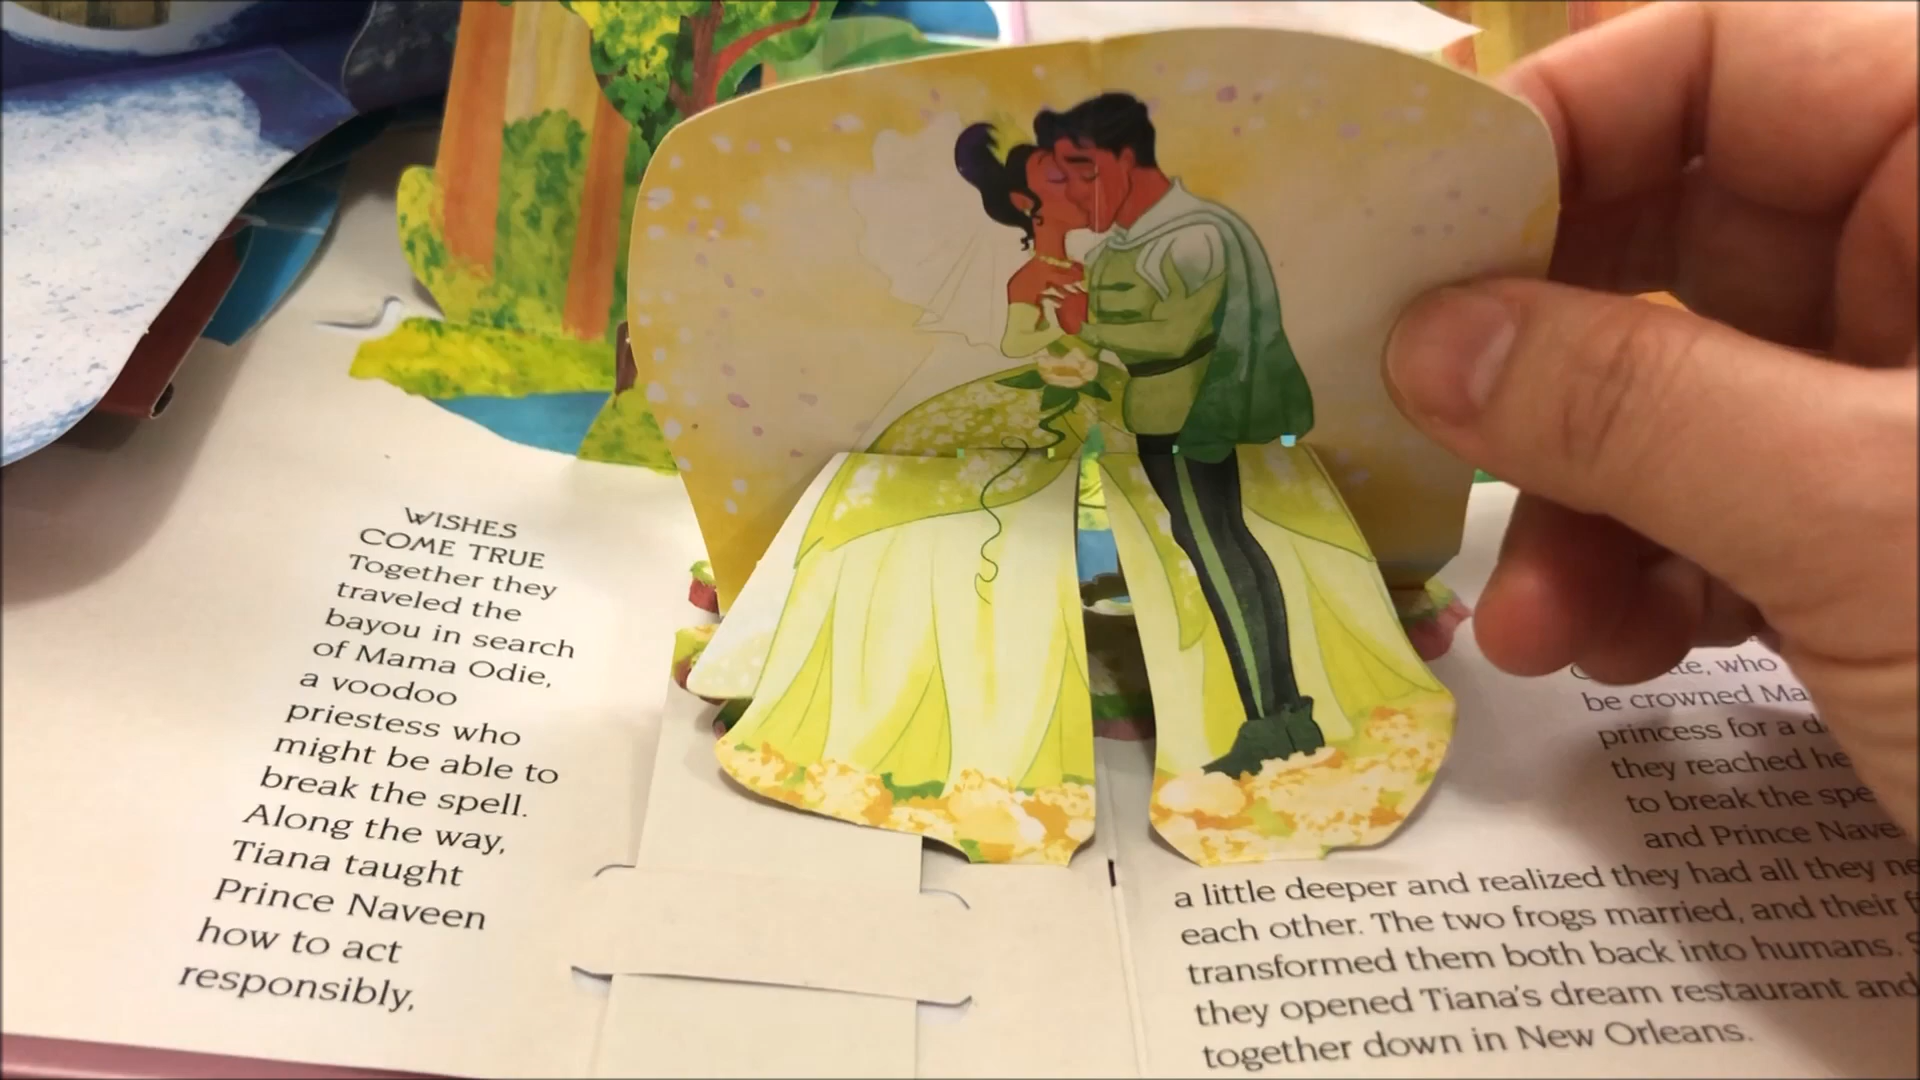 WISHES
COME TRUE
Together they
traveled the
bayou in search
of Mama Odie,
a voodoo
priestess who
might be able to
break the spell.
Along the way,
Tiana taught
Prince Naveen
how to act
responsibly,
who
be crowned
princess for a
they reached
to break the
and Prince
a little deeper and realized they had all they
each other. The two frogs married, and their
transformed them both back into humans.
they opened Tiana's dream restaurant and
together down in New Orleans.